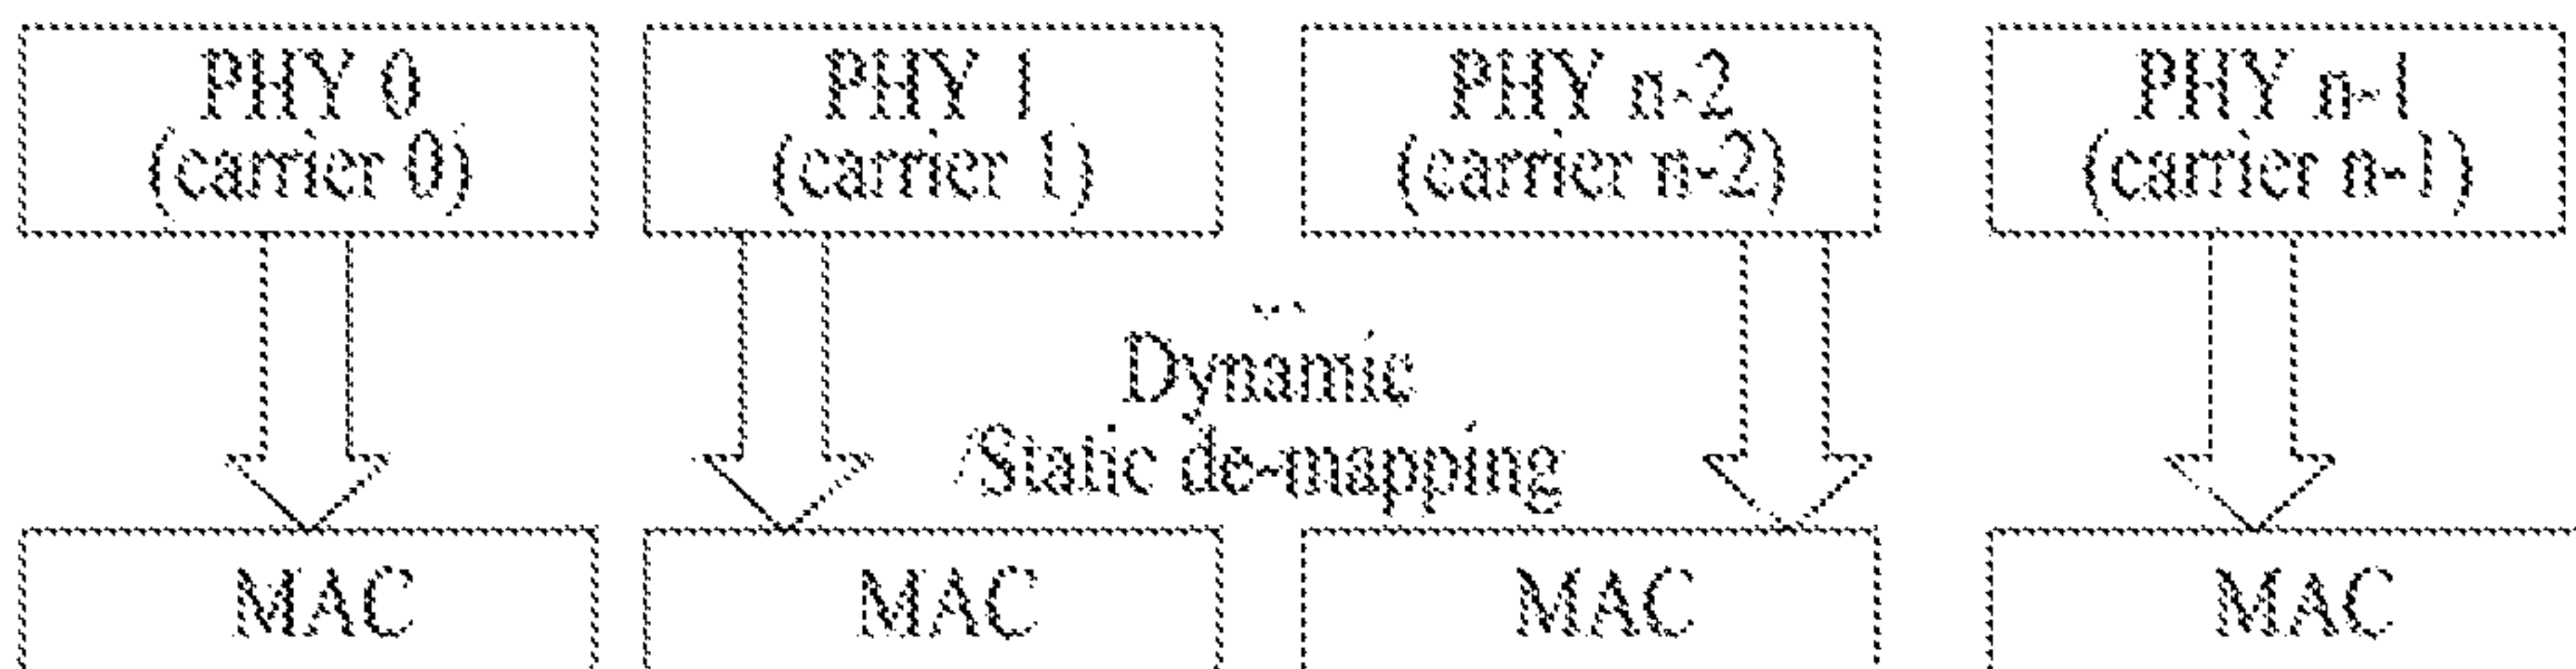 PHY 0
(carrier 0)
PHY 1
(carrier 1)
PHY n-2
(carrier n-2)
PHY n-1
(carrier n-1)
...
Dynamic
/Static de-mapping
MAC
MAC
MAC
MAC